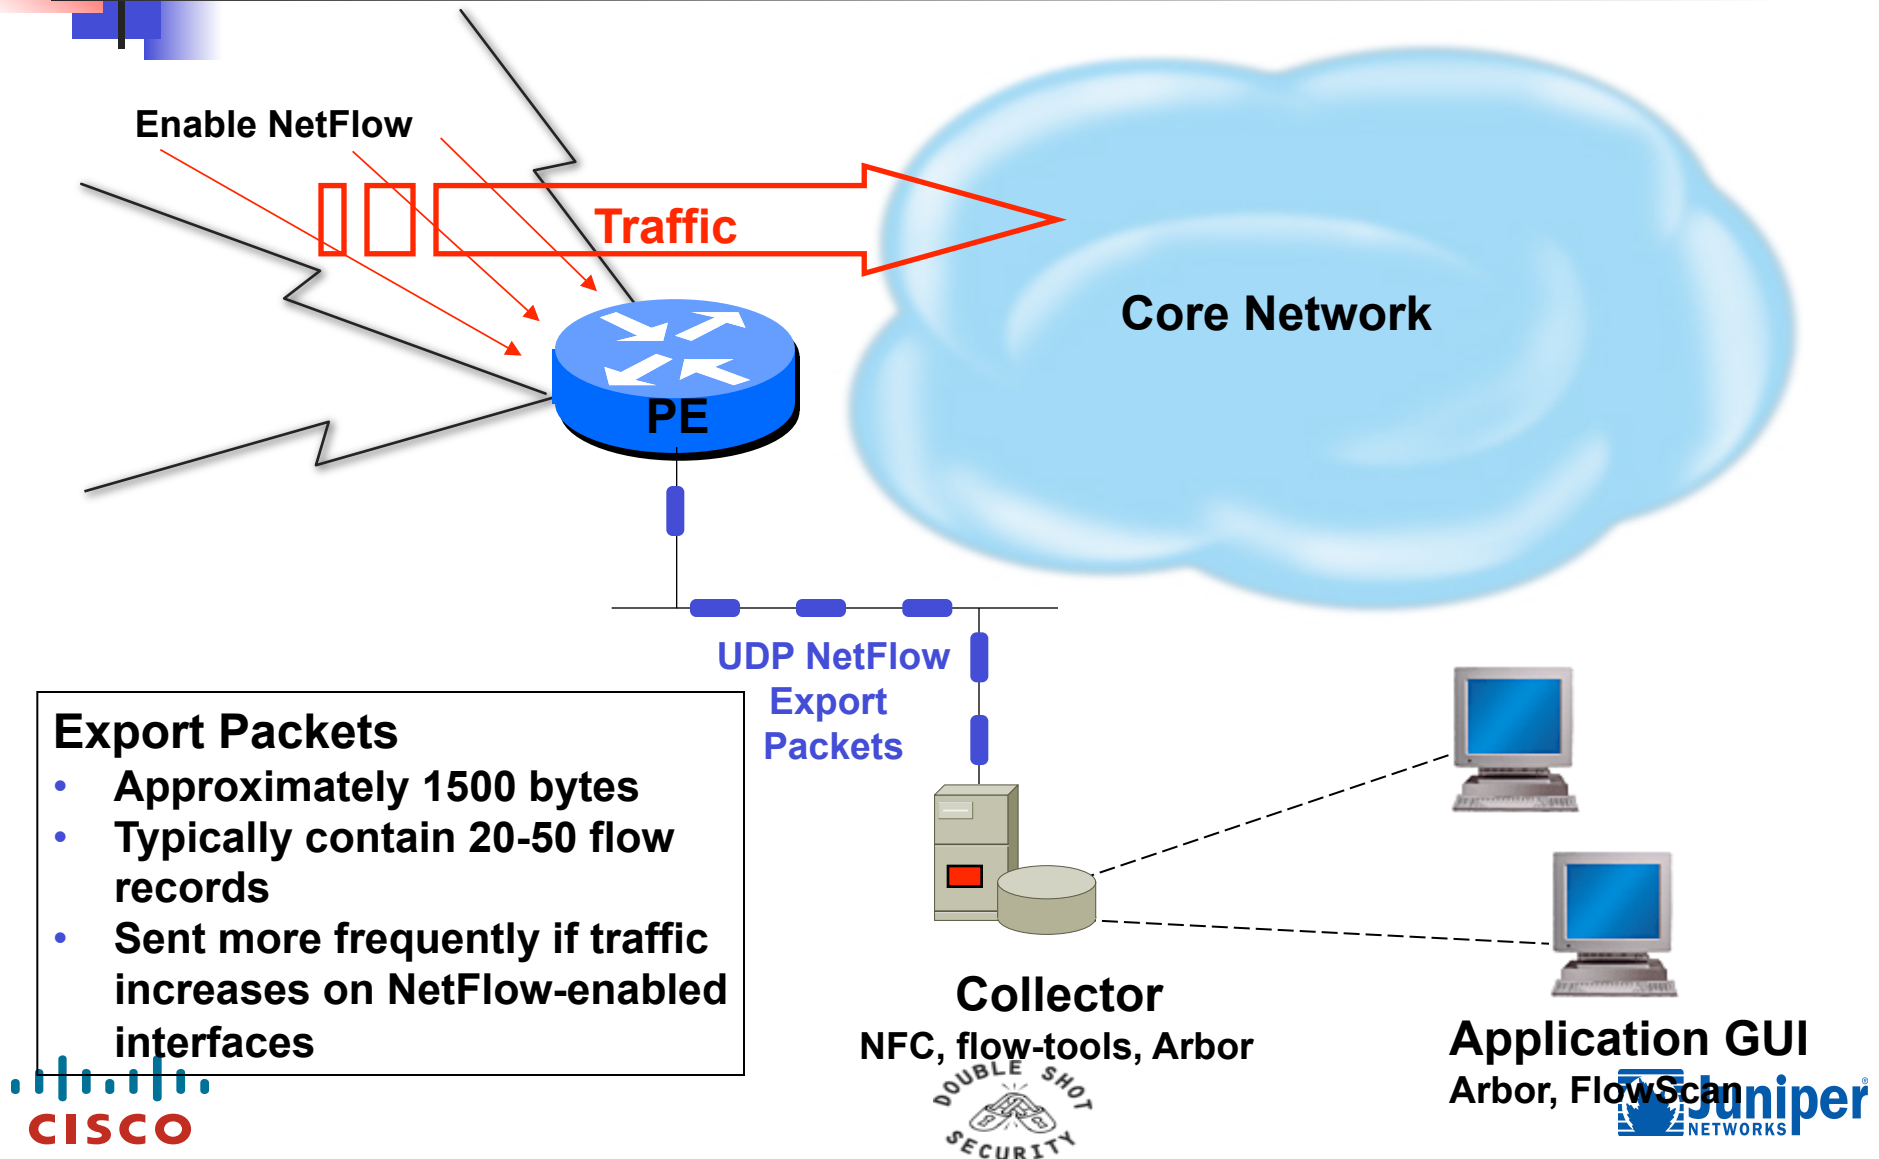 Enable NetFlow
Traffic
Core Network
PE
UDP NetFlow
Export
Packets
Export Packets
• Approximately 1500 bytes
• Typically contain 20-50 flow
records
• Sent more frequently if traffic
increases on NetFlow-enabled
interfaces
Collector
NFC, flow-tools, Arbor
Application GUI
Arbor, FlowScan
CISCO
DOUBLE SHOT
SECURITY
Juniper®
NETWORKS